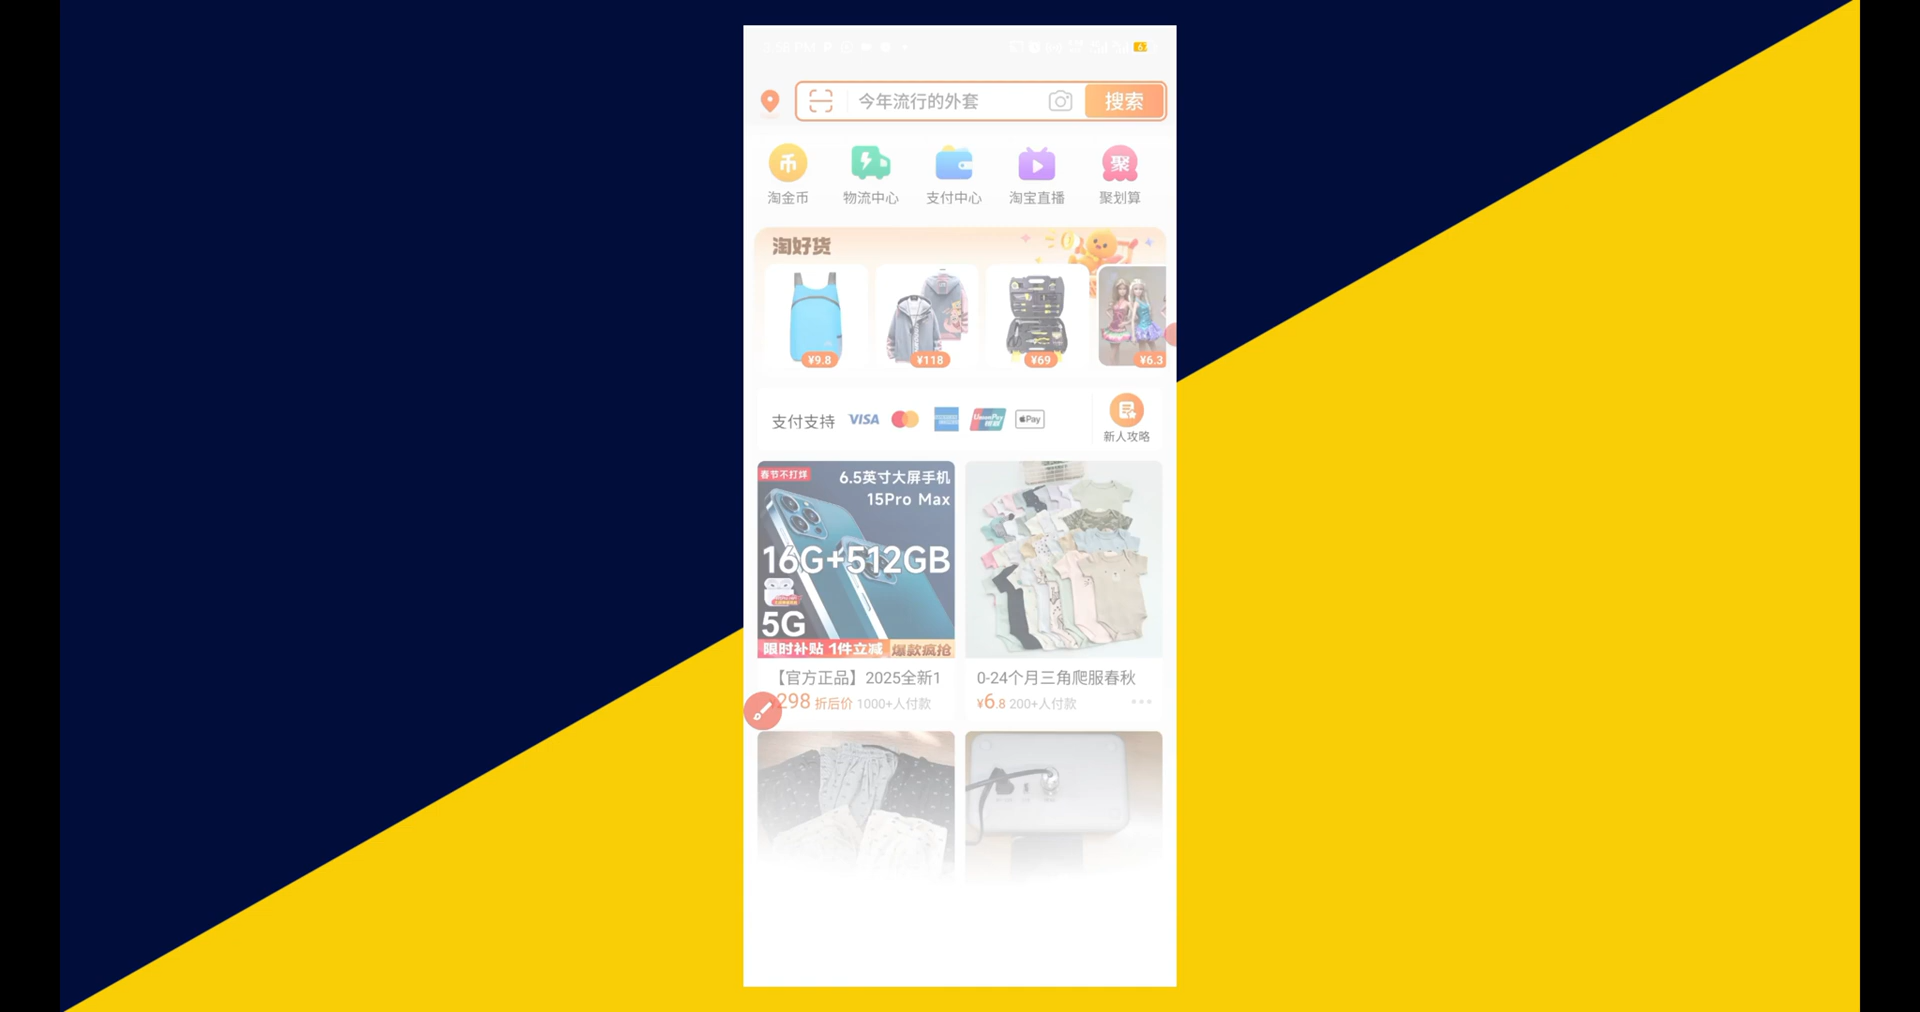 今年流行的外套
搜索
币
聚
淘金币
物流中心
支付中心
淘宝直播
聚划算
淘好货
¥9.8
¥118
¥69
¥6.3
支付支持
VISA
UnionPay
Pay
新人攻略
春节不打烊
6.5英寸大屏手机
15Pro Max
16G+512GB
5G
限时补贴 1件立减
爆款疯抢
【官方正品】2025全新1
298 折后价 1000+人付款
0-24个月三角爬服春秋
¥6.8 200+人付款